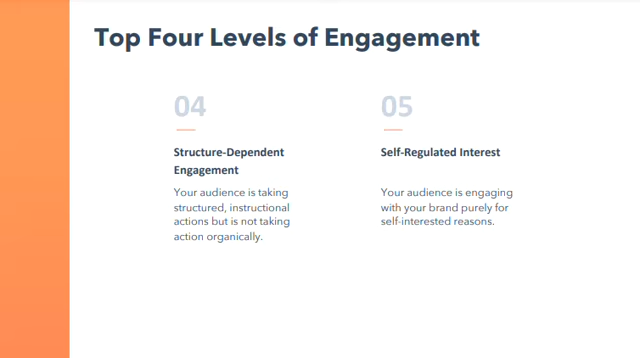 Top Four Levels of Engagement
04
Structure-Dependent
Engagement
Your audience is taking
structured, instructional
actions but is not taking
action organically.
05
Self-Regulated Interest
Your audience is engaging
with your brand purely for
self-interested reasons.